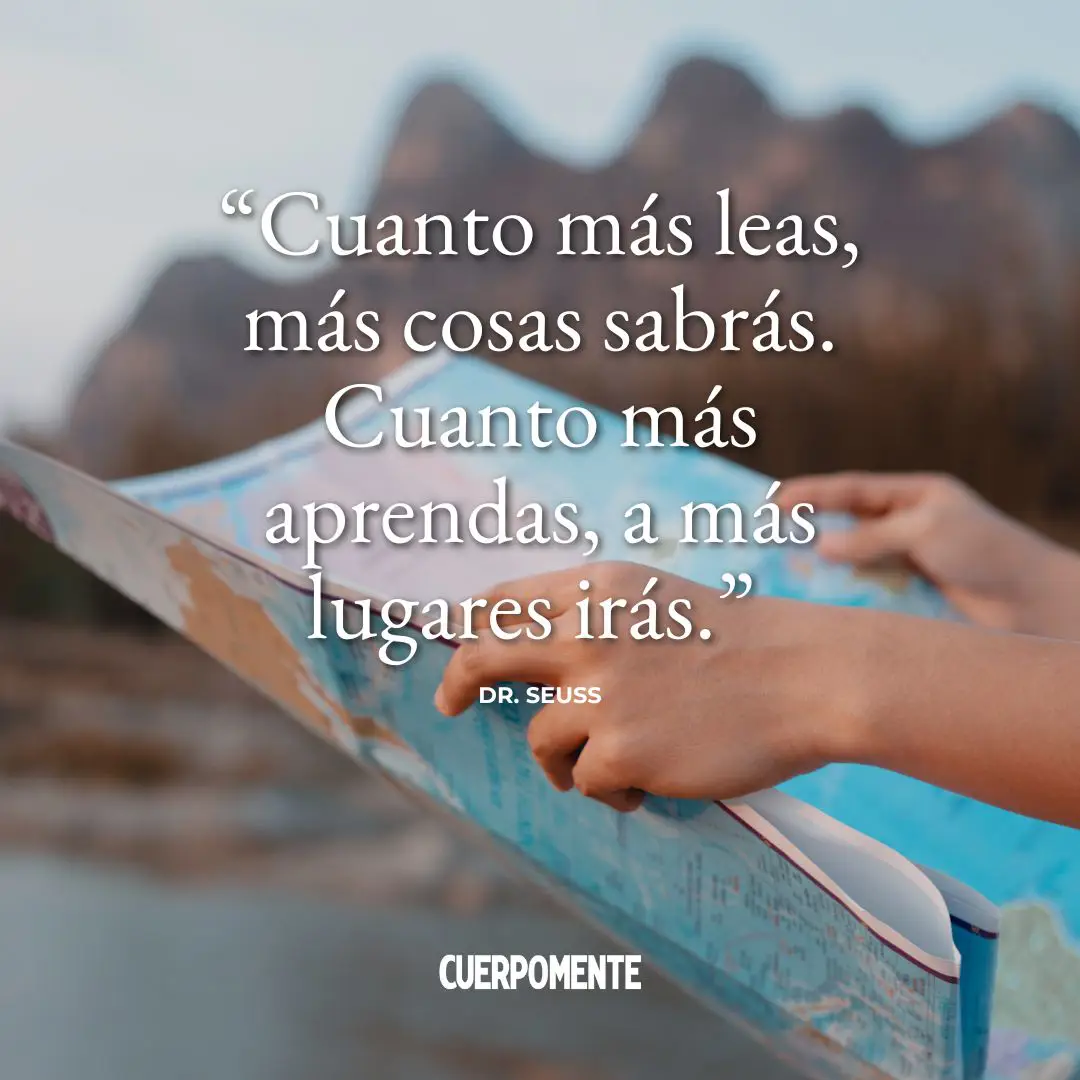 “Cuanto más leas,
más cosas sabrás.
Cuanto más
aprendas, a más
lugares irás.”
DR. SEUSS
CUERPOMENTE